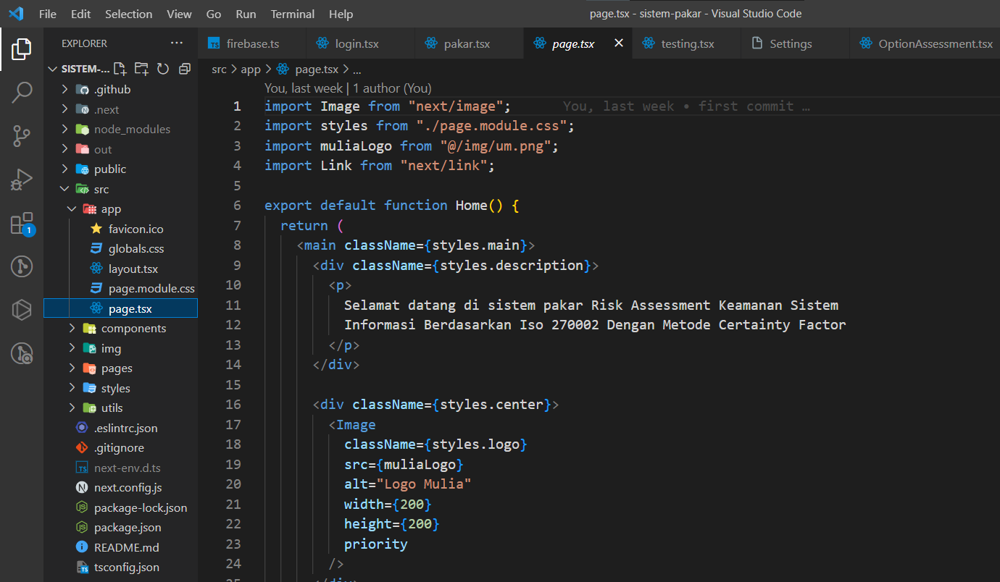 File Edit Selection View Go Run Terminal Help
page.tsx - sistem-pakar - Visual Studio Code
EXPLORER ...
firebase.ts login.tsx pakar.tsx page.tsx testing.tsx Settings OptionAssessment.tsx
SISTEM-...
src > app > page.tsx > ...
.github
.next
node_modules
out
public
src
app
favicon.ico
globals.css
layout.tsx
page.module.css
page.tsx
components
img
pages
styles
utils
.eslintrc.json
.gitignore
next-env.d.ts
next.config.js
package-lock.json
package.json
README.md
tsconfig.json
1
You, last week | 1 author (You)
1 import Image from "next/image"; You, last week • first commit …
2 import styles from "./page.module.css";
3 import muliaLogo from "@/img/um.png";
4 import Link from "next/link";
5
6 export default function Home() {
7 return (
8 <main className={styles.main}>
9 <div className={styles.description}>
10 <p>
11 Selamat datang di sistem pakar Risk Assessment Keamanan Sistem
12 Informasi Berdasarkan Iso 270002 Dengan Metode Certainty Factor
13 </p>
14 </div>
15
16 <div className={styles.center}>
17 <Image
18 className={styles.logo}
19 src={muliaLogo}
20 alt="Logo Mulia"
21 width={200}
22 height={200}
23 priority
24 />
25 </div>